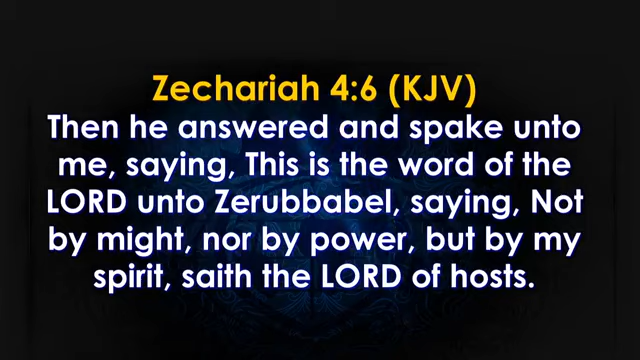 Zechariah 4:6 (KJV)
Then he answered and spake unto
me, saying, This is the word of the
LORD unto Zerubbabel, saying, Not
by might, nor by power, but by my
spirit, saith the LORD of hosts.